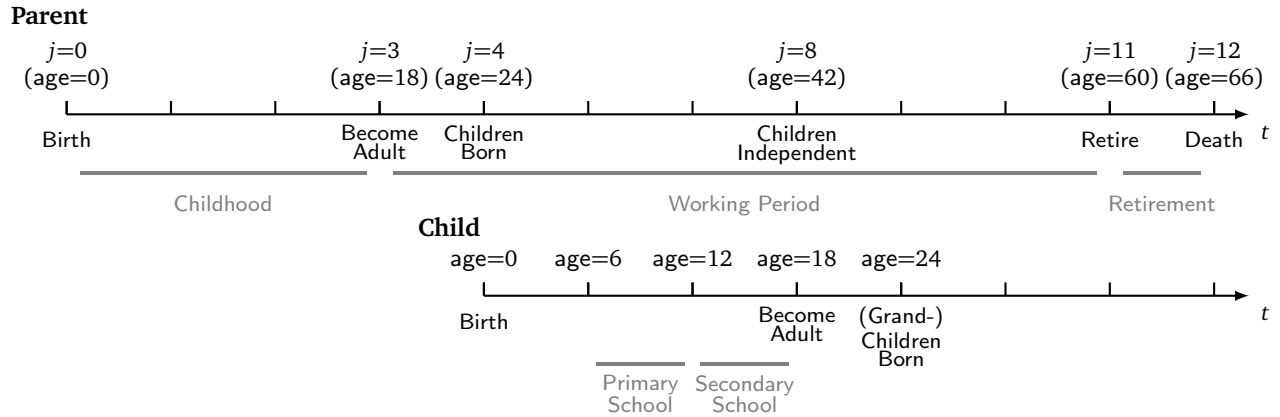 Parent
j=0 j=3 j=4 j=8 j=11 j=12
(age=0) (age=18) (age=24) (age=42) (age=60) (age=66)
Birth Become Adult Children Born Children Independent Retire Death t
Childhood Working Period Retirement
Child
age=0 age=6 age=12 age=18 age=24
Birth Become Adult (Grand-) Children Born t
Primary School Secondary School